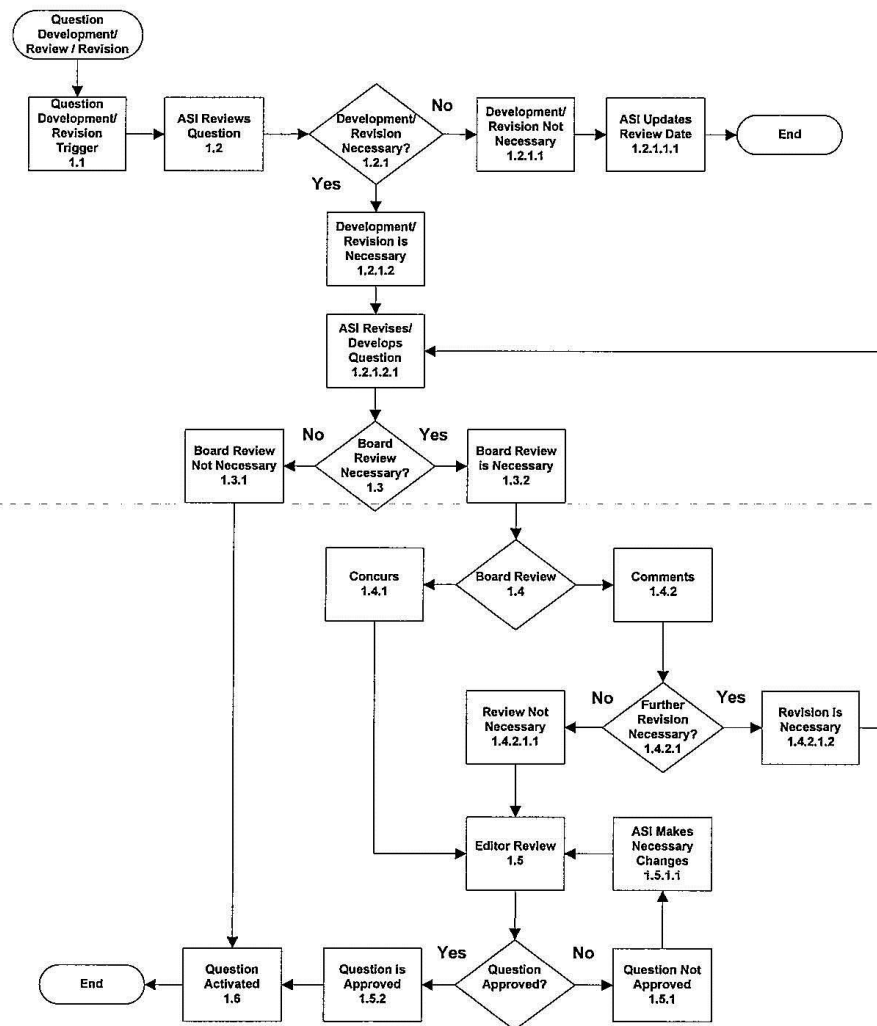 Question
Development/
Review / Revision
Question
Development/
Revision
Trigger
1.1
ASI Reviews
Question
1.2
Development/
Revision
Necessary?
1.2.1
No
Development/
Revision Not
Necessary
1.2.1.1
ASI Updates
Review Date
1.2.1.1.1
End
Yes
Development/
Revision is
Necessary
1.2.1.2
ASI Revises/
Develops
Question
1.2.1.2.1
Board Review
Not Necessary
1.3.1
No
Board
Review
Necessary?
1.3
Yes
Board Review
is Necessary
1.3.2
Concurs
1.4.1
Board Review
1.4
Comments
1.4.2
Review Not
Necessary
1.4.2.1.1
No
Further
Revision
Necessary?
1.4.2.1
Yes
Revision is
Necessary
1.4.2.1.2
Editor Review
1.5
ASI Makes
Necessary
Changes
1.5.1.1
End
Question
Activated
1.6
Question is
Approved
1.5.2
Yes
Question
Approved?
No
Question Not
Approved
1.5.1